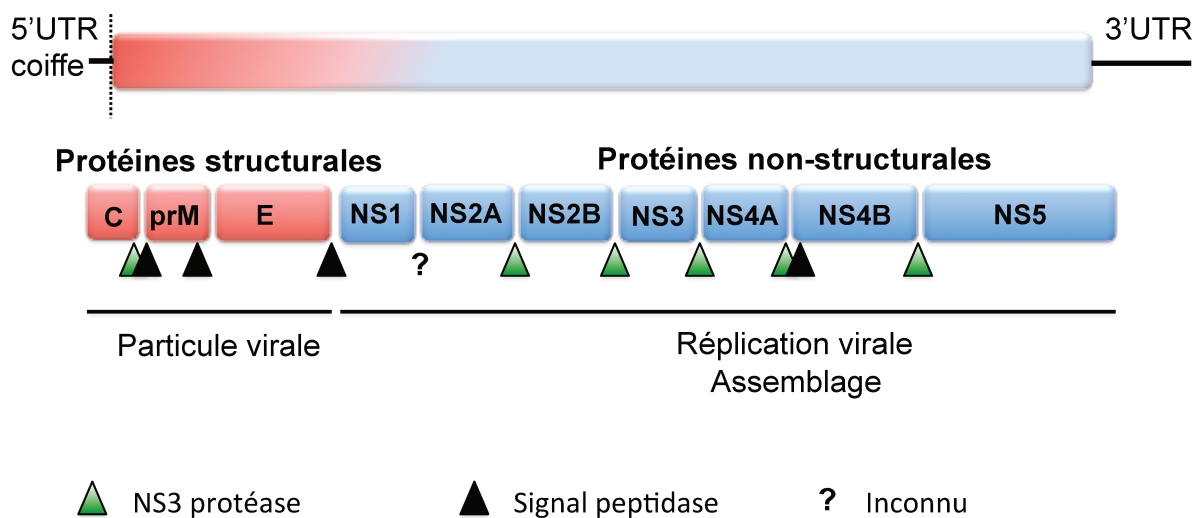 5’UTR
coiffe
3’UTR
Protéines structurales
Protéines non-structurales
C prM E NS1 NS2A NS2B NS3 NS4A NS4B NS5
?
Particule virale
Réplication virale
Assemblage
NS3 protéase
Signal peptidase
? Inconnu